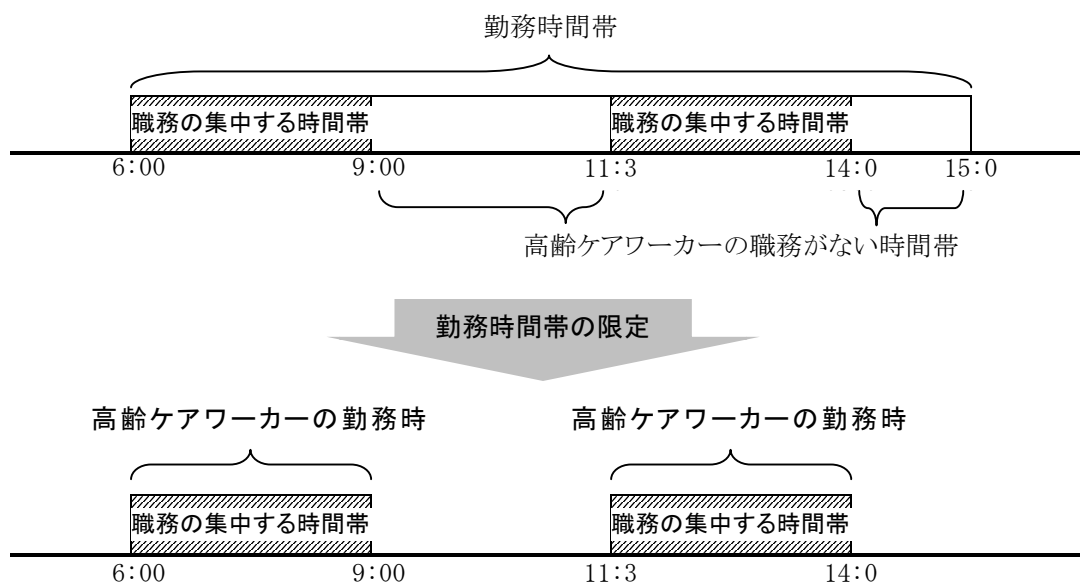 勤務時間帯
職務の集中する時間帯 職務の集中する時間帯
6:00 9:00 11:3 14:0 15:0
高齢ケアワーカーの職務がない時間帯
勤務時間帯の限定
高齢ケアワーカーの勤務時 高齢ケアワーカーの勤務時
職務の集中する時間帯 職務の集中する時間帯
6:00 9:00 11:3 14:0